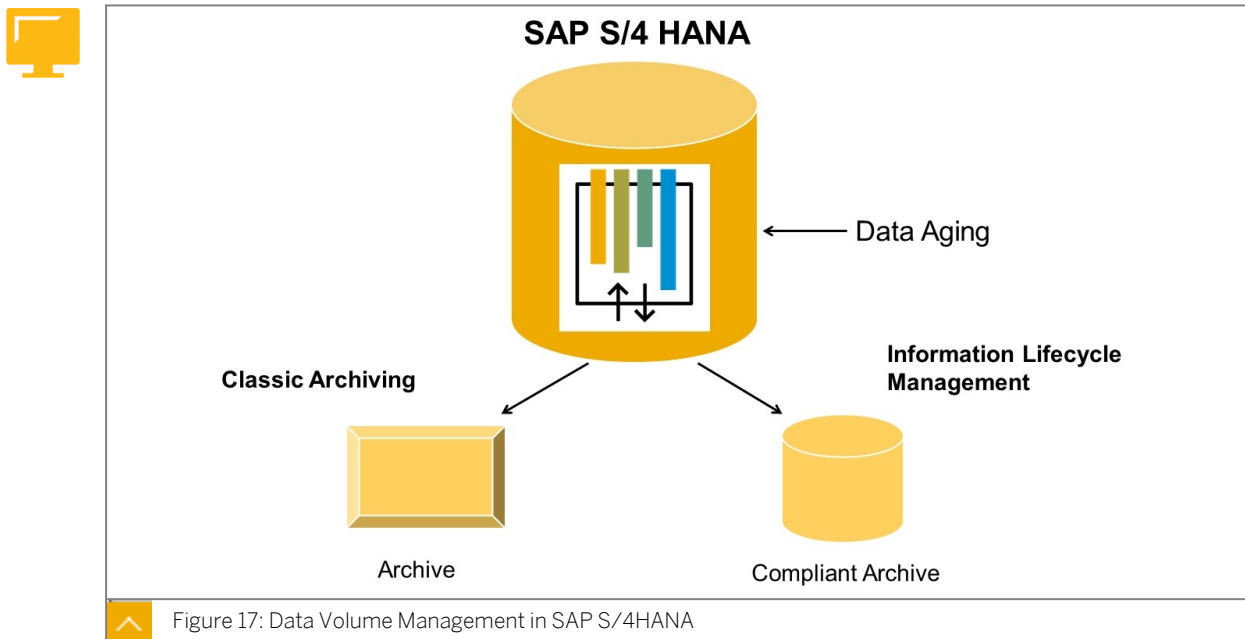 SAP S/4 HANA
Data Aging
Classic Archiving
Information Lifecycle
Management
Archive
Compliant Archive
Figure 17: Data Volume Management in SAP S/4HANA